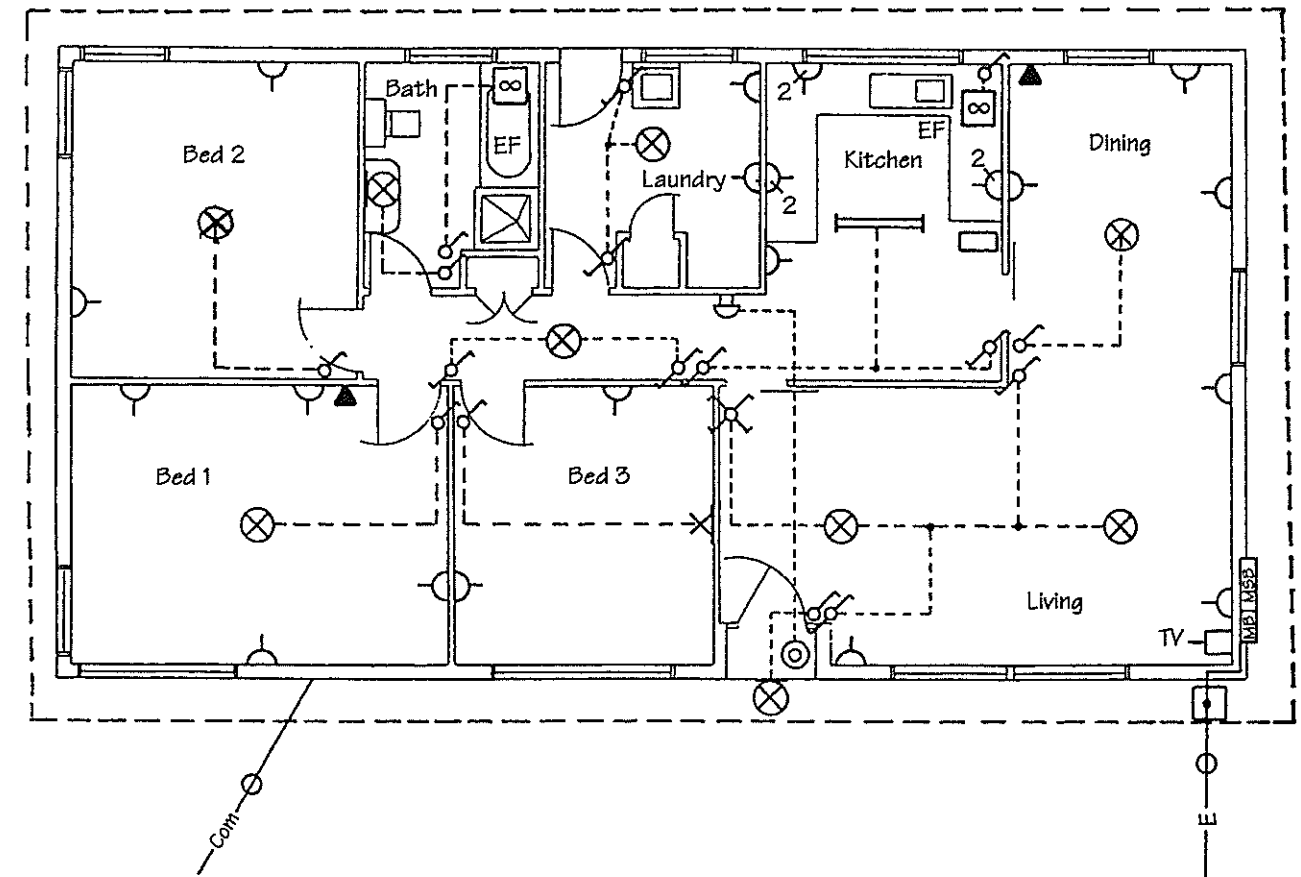 Bath
2
EF
Bed 2
EF
Kitchen
Dining
2
Laundry
2
Bed 1
Bed 3
Living
MB
MSB
TV
Com
E